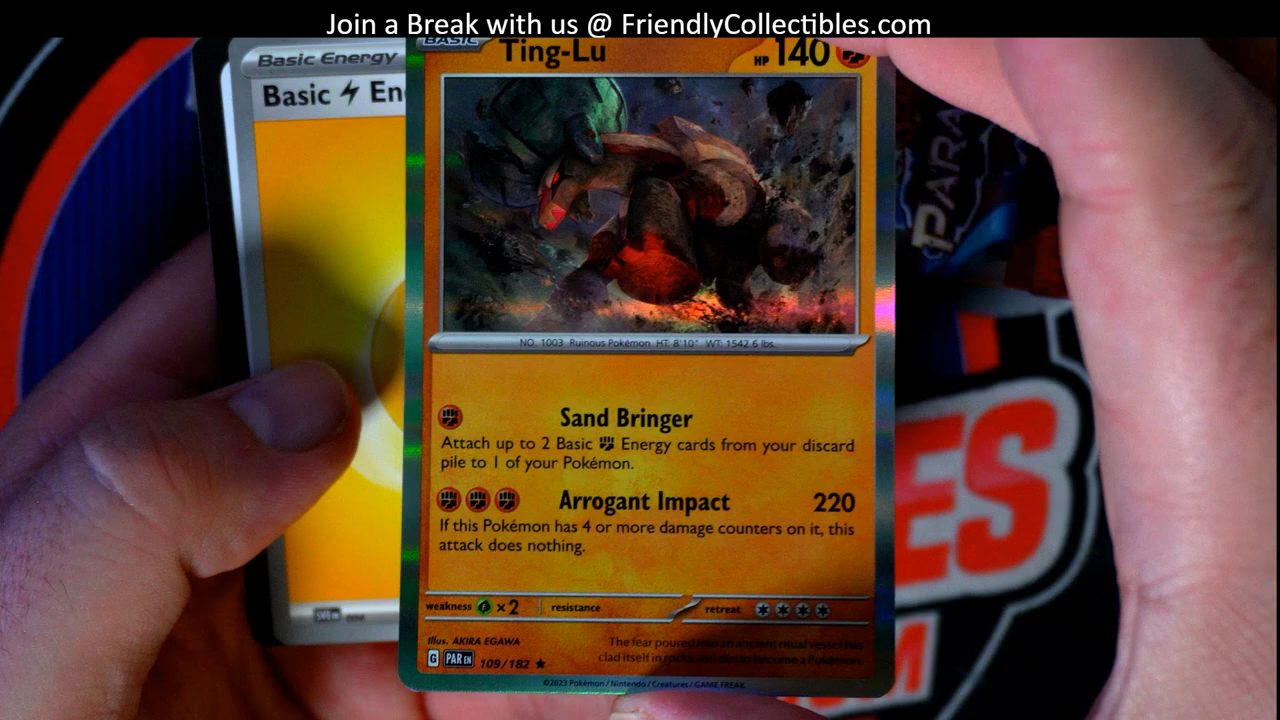 Join a Break with us @ FriendlyCollectibles.com
Basic Energy
Basic En
BASIC
Ting-Lu
HP 140
PARA
NO. 1003 Ruinous Pokémon HT: 8'10" WT: 1542.6 lbs.
Sand Bringer
Attach up to 2 Basic Energy cards from your discard
pile to 1 of your Pokémon.
Arrogant Impact 220
If this Pokémon has 4 or more damage counters on it, this
attack does nothing.
weakness ×2 resistance retreat
Illus. AKIRA EGAWA
The fear poured into an ancient ritual vessel has
clad itself in rocks and dirt to become a Pokémon.
G PAR EN 109/182
©2023 Pokémon / Nintendo / Creatures / GAME FREAK
ES
M